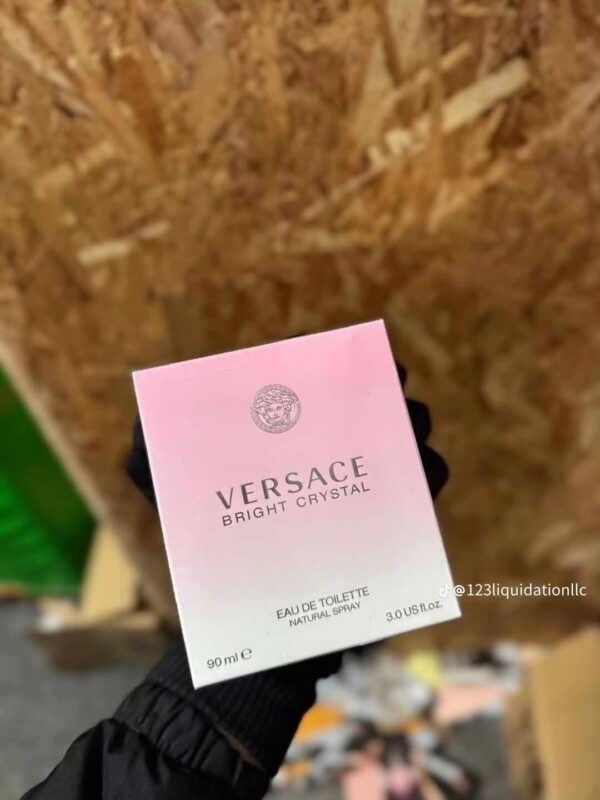 VERSACE
BRIGHT CRYSTAL
EAU DE TOILETTE
NATURAL SPRAY
90 ml ℮
3.0 US fl.oz.
@123liquidationllc